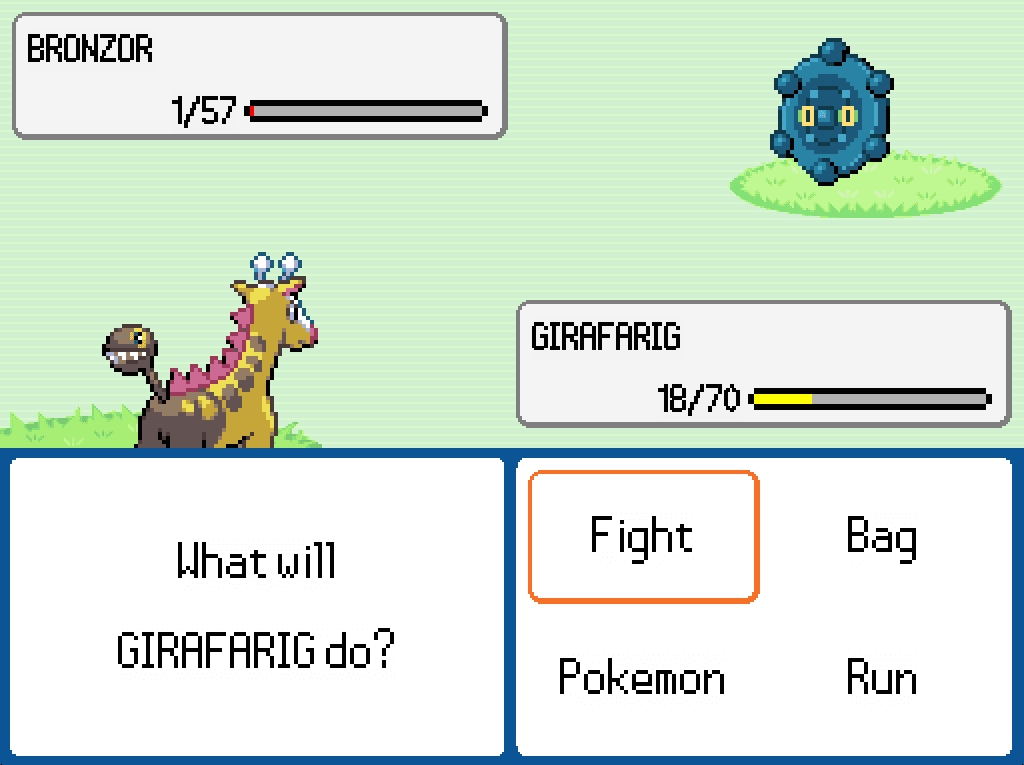 BRONZOR
1/57
GIRAFARIG
18/70
What will
GIRAFARIG do?
Fight
Bag
Pokemon
Run